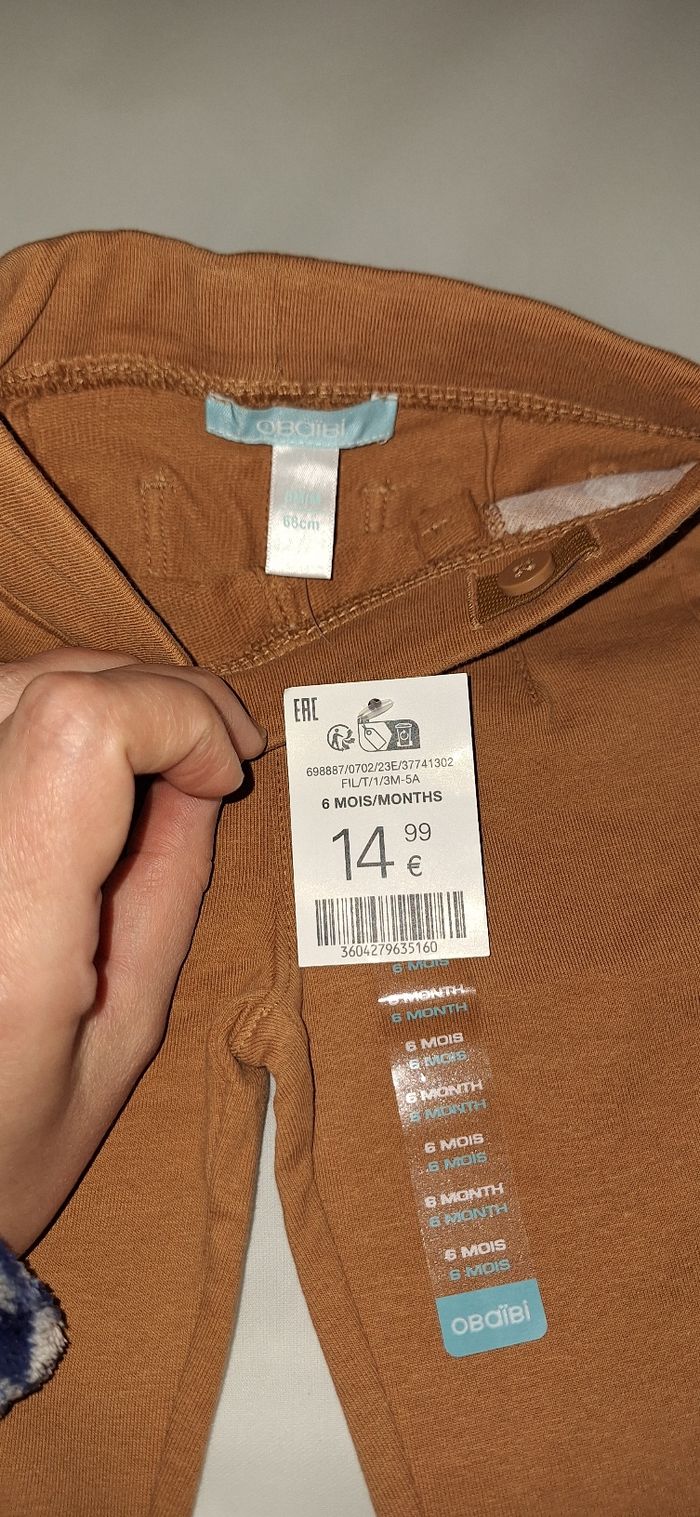 OBaïBi
68cm
EAC
698887/0702/23E/37741302
FIL/T/1/3M-5A
6 MOIS/MONTHS
14 99 €
3604279635160
6 MOIS
6 MONTH
6 MONTH
6 MOIS
6 MOIS
6 MONTH
6 MONTH
6 MOIS
6 MOIS
6 MONTH
6 MONTH
6 MOIS
6 MOIS
OBaïBi